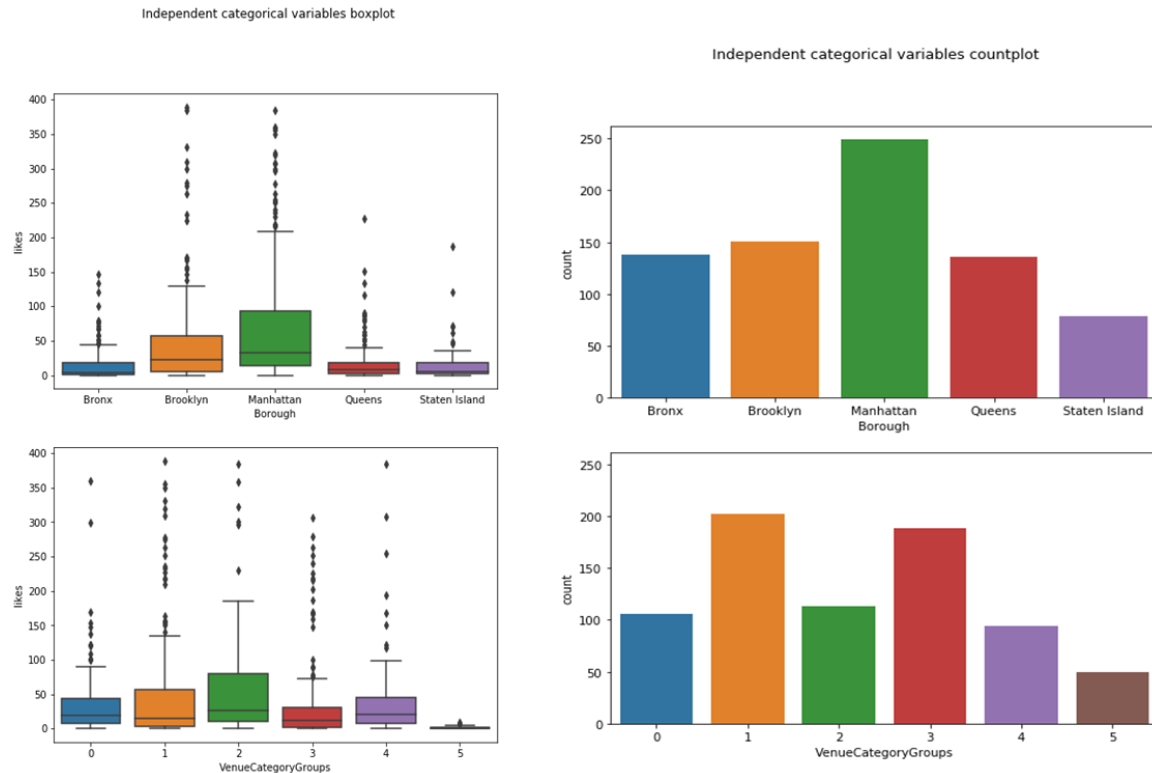 Independent categorical variables boxplot
400
350
300
250
200
150
100
50
0
likes
Bronx Brooklyn Manhattan Queens Staten Island
Borough
400
350
300
250
200
150
100
50
0
likes
0 1 2 3 4 5
VenueCategoryGroups
Independent categorical variables countplot
250
200
150
100
50
0
count
Bronx Brooklyn Manhattan Queens Staten Island
Borough
250
200
150
100
50
0
count
0 1 2 3 4 5
VenueCategoryGroups